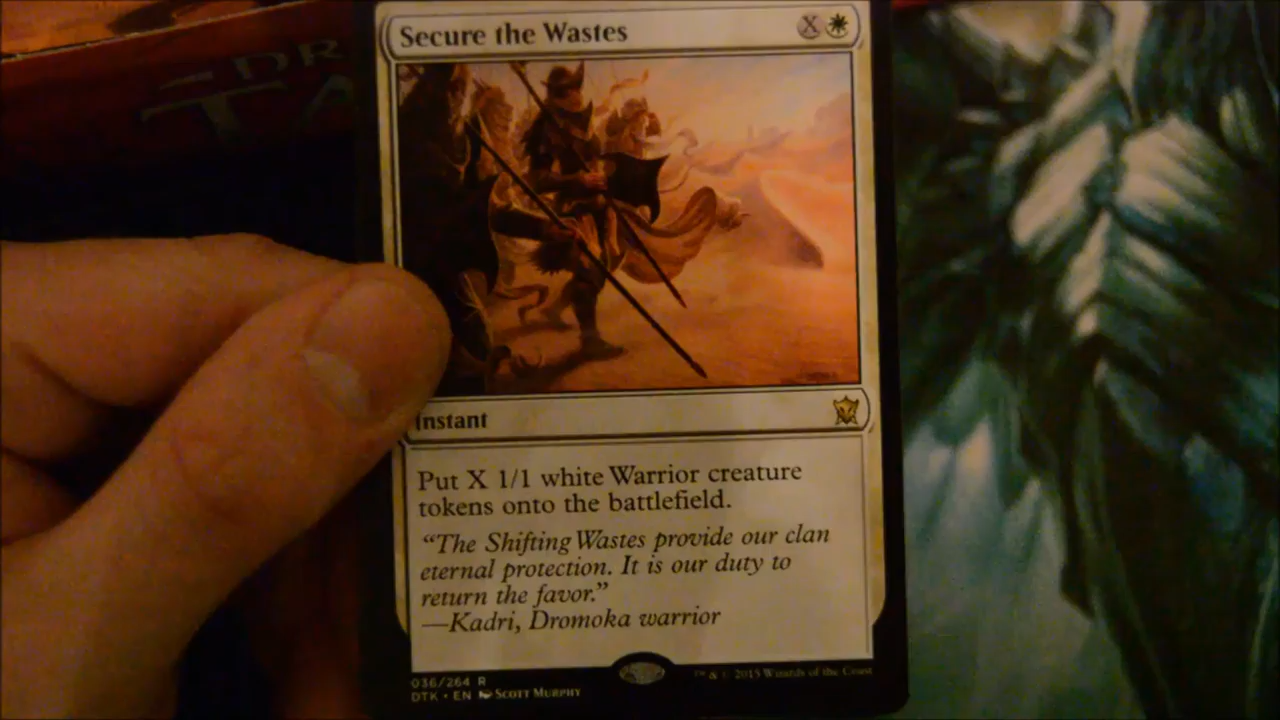 DR
TA
Secure the Wastes X
Instant
Put X 1/1 white Warrior creature
tokens onto the battlefield.
“The Shifting Wastes provide our clan
eternal protection. It is our duty to
return the favor.”
—Kadri, Dromoka warrior
036/264 R
DTK • EN Scott Murphy
™ & © 2015 Wizards of the Coast